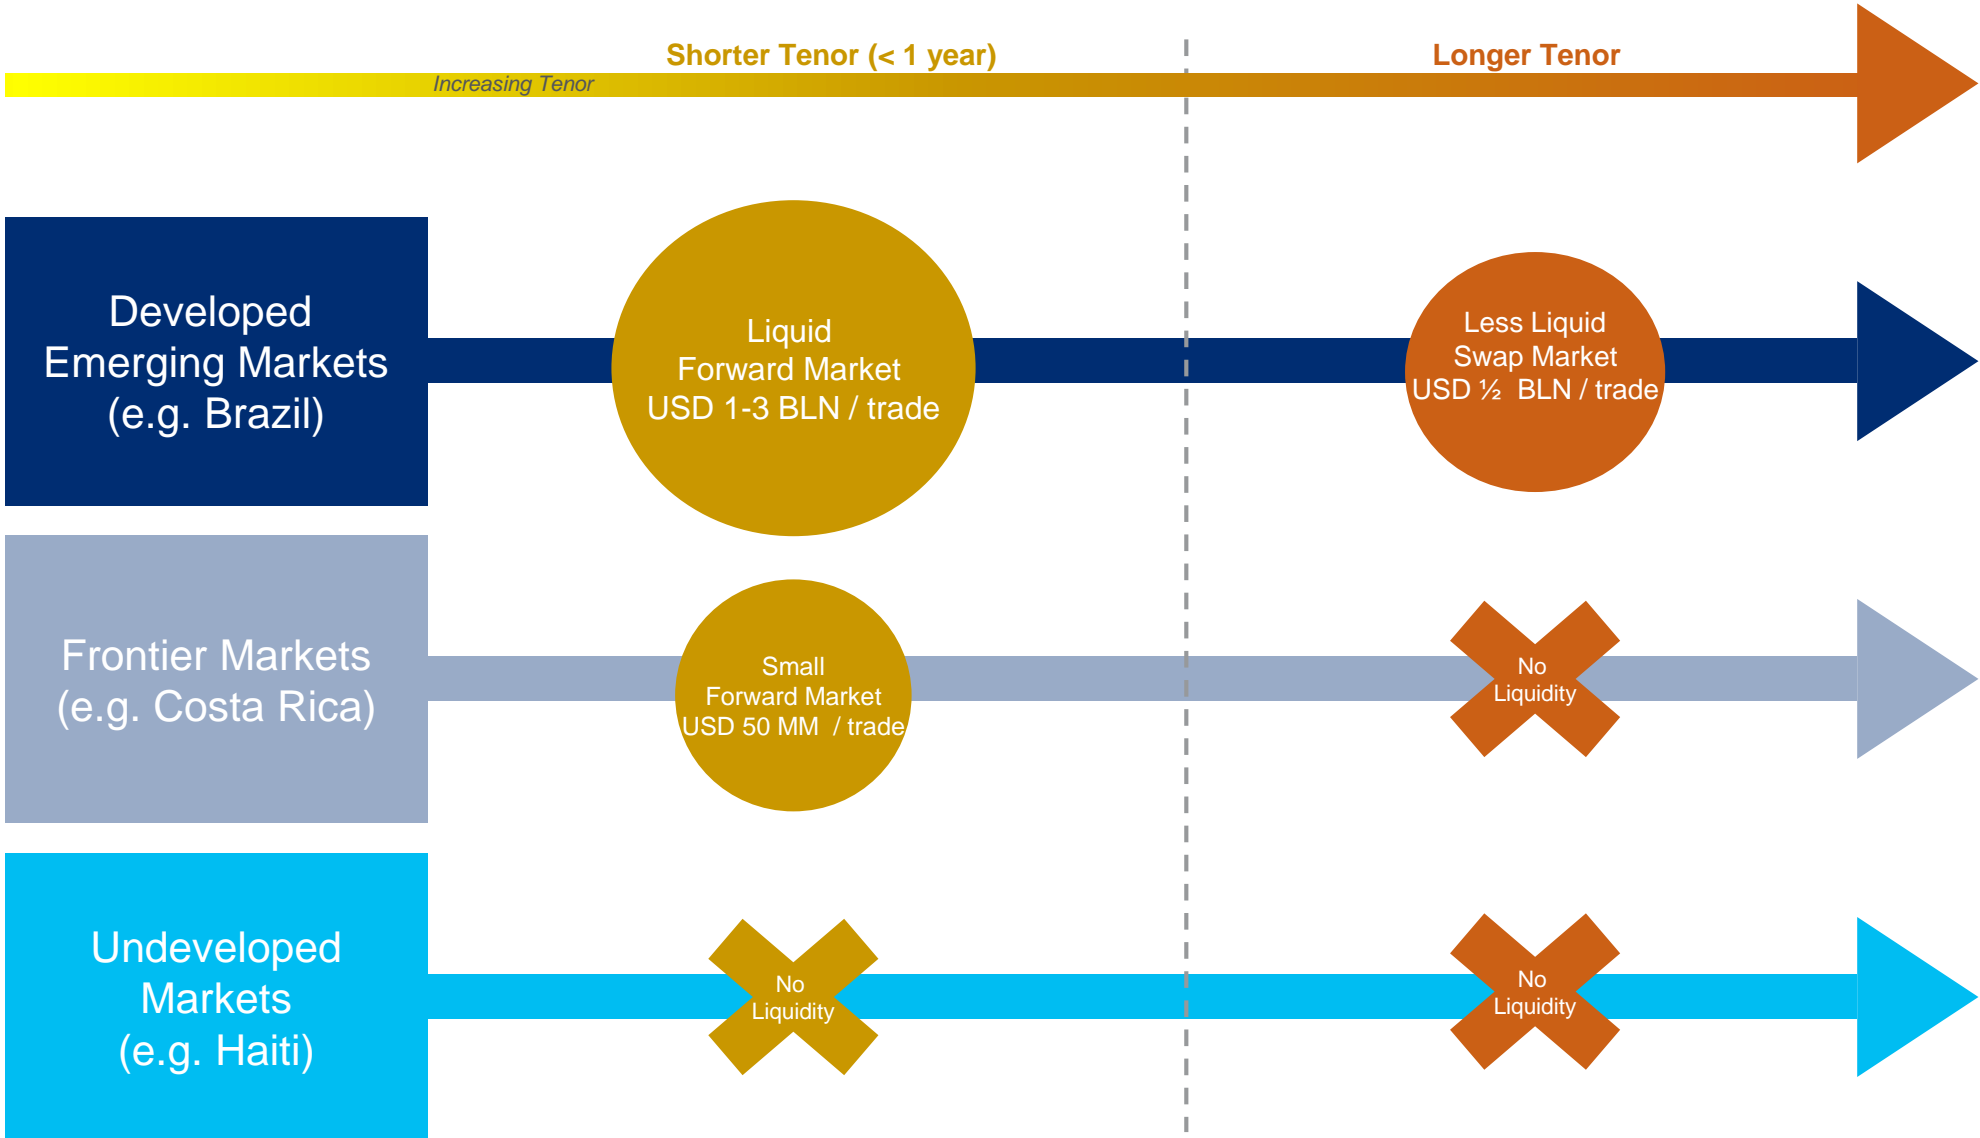 Shorter Tenor (< 1 year)
Longer Tenor
Increasing Tenor
Developed
Emerging Markets
(e.g. Brazil)
Liquid
Forward Market
USD 1-3 BLN / trade
Less Liquid
Swap Market
USD ½ BLN / trade
Frontier Markets
(e.g. Costa Rica)
Small
Forward Market
USD 50 MM / trade
No
Liquidity
Undeveloped
Markets
(e.g. Haiti)
No
Liquidity
No
Liquidity